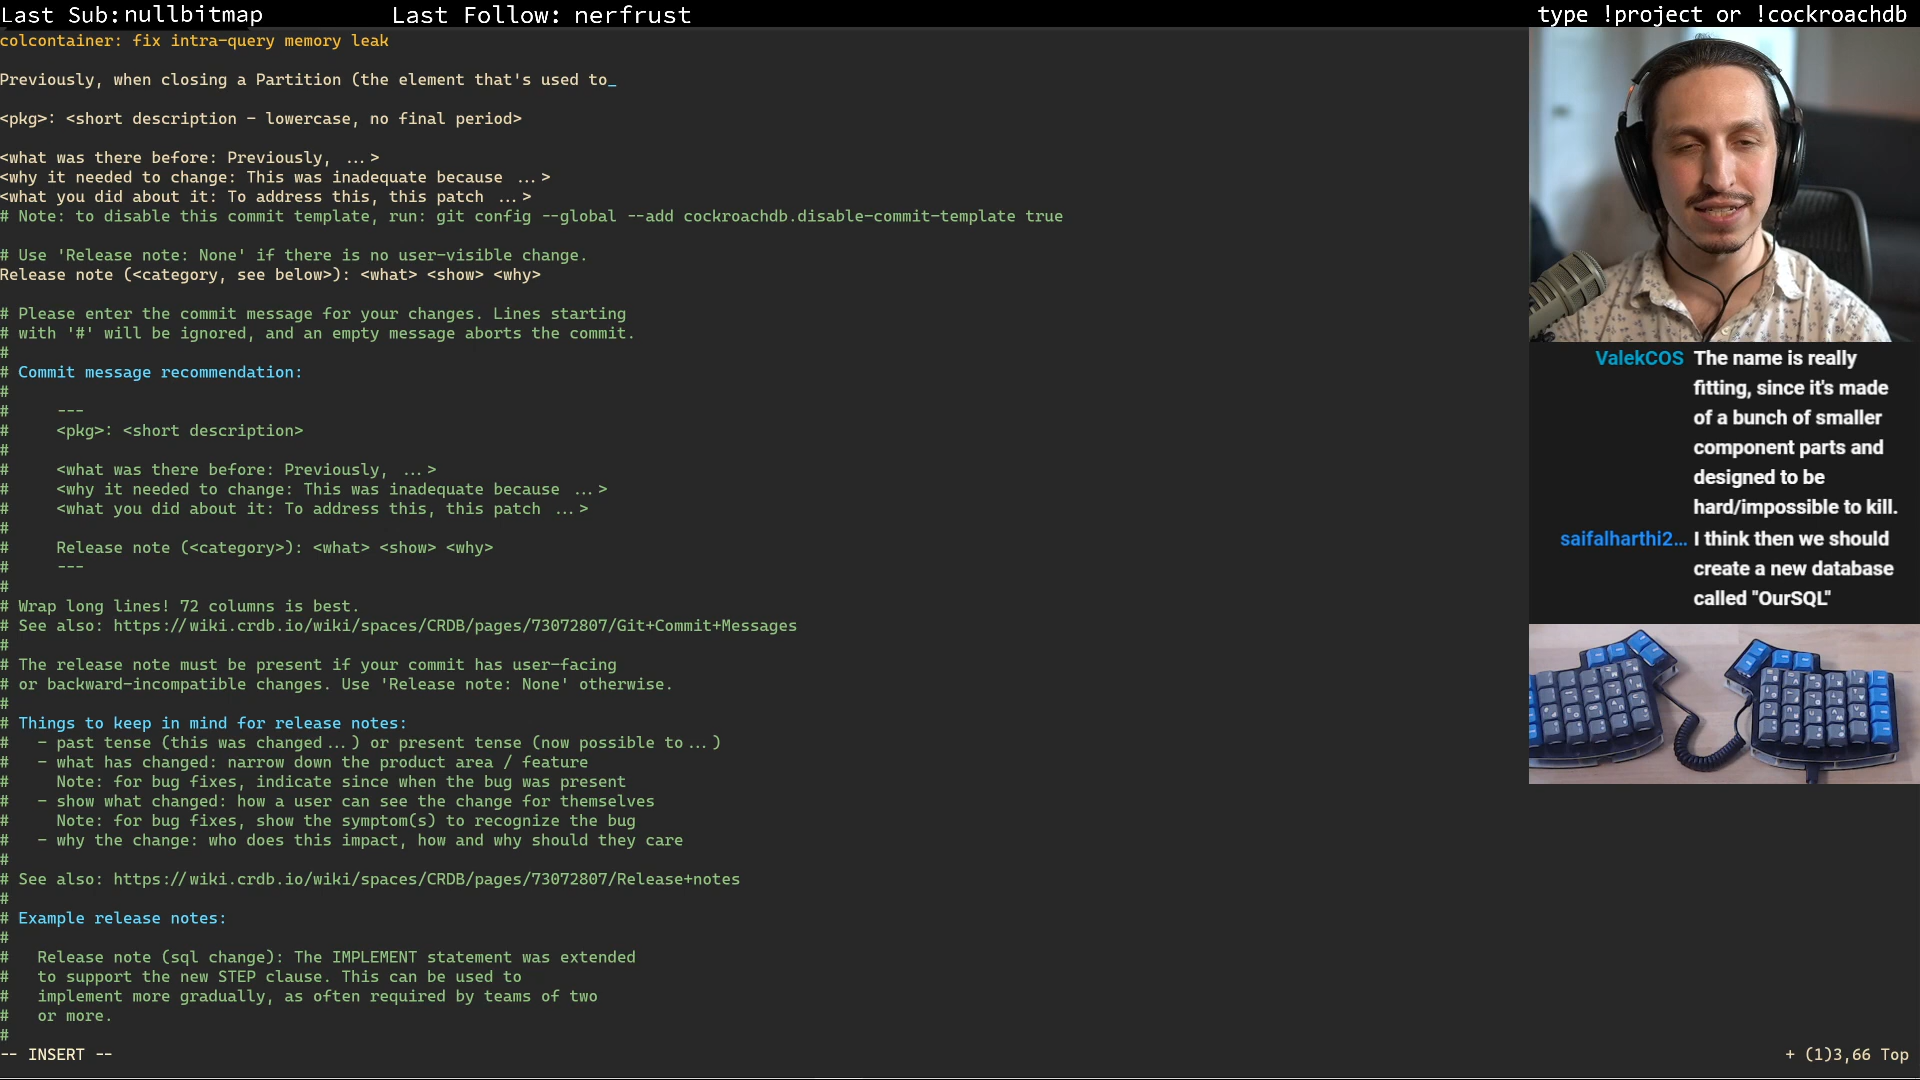 Last Sub:nullbitmap
Last Follow: nerfrust
type !project or !cockroachdb
colcontainer: fix intra-query memory leak
Previously, when closing a Partition (the element that's used to_
<pkg>: <short description - lowercase, no final period>
<what was there before: Previously, ...>
<why it needed to change: This was inadequate because ...>
<what you did about it: To address this, this patch ...>
# Note: to disable this commit template, run: git config --global --add cockroachdb.disable-commit-template true
# Use 'Release note: None' if there is no user-visible change.
Release note (<category, see below>): <what> <show> <why>
# Please enter the commit message for your changes. Lines starting
# with '#' will be ignored, and an empty message aborts the commit.
#
# Commit message recommendation:
#
#     ---
#     <pkg>: <short description>
#
#     <what was there before: Previously, ...>
#     <why it needed to change: This was inadequate because ...>
#     <what you did about it: To address this, this patch ...>
#
#     Release note (<category>): <what> <show> <why>
#     ---
#
# Wrap long lines! 72 columns is best.
# See also: https://wiki.crdb.io/wiki/spaces/CRDB/pages/73072807/Git+Commit+Messages
#
# The release note must be present if your commit has user-facing
# or backward-incompatible changes. Use 'Release note: None' otherwise.
#
# Things to keep in mind for release notes:
#   - past tense (this was changed...) or present tense (now possible to...)
#   - what has changed: narrow down the product area / feature
#     Note: for bug fixes, indicate since when the bug was present
#   - show what changed: how a user can see the change for themselves
#     Note: for bug fixes, show the symptom(s) to recognize the bug
#   - why the change: who does this impact, how and why should they care
#
# See also: https://wiki.crdb.io/wiki/spaces/CRDB/pages/73072807/Release+notes
#
# Example release notes:
#
#   Release note (sql change): The IMPLEMENT statement was extended
#   to support the new STEP clause. This can be used to
#   implement more gradually, as often required by teams of two
#   or more.
#
-- INSERT --
+ (1)3,66 Top
ValekCOS The name is really
fitting, since it's made
of a bunch of smaller
component parts and
designed to be
hard/impossible to kill.
saifalharthi2... I think then we should
create a new database
called "OurSQL"